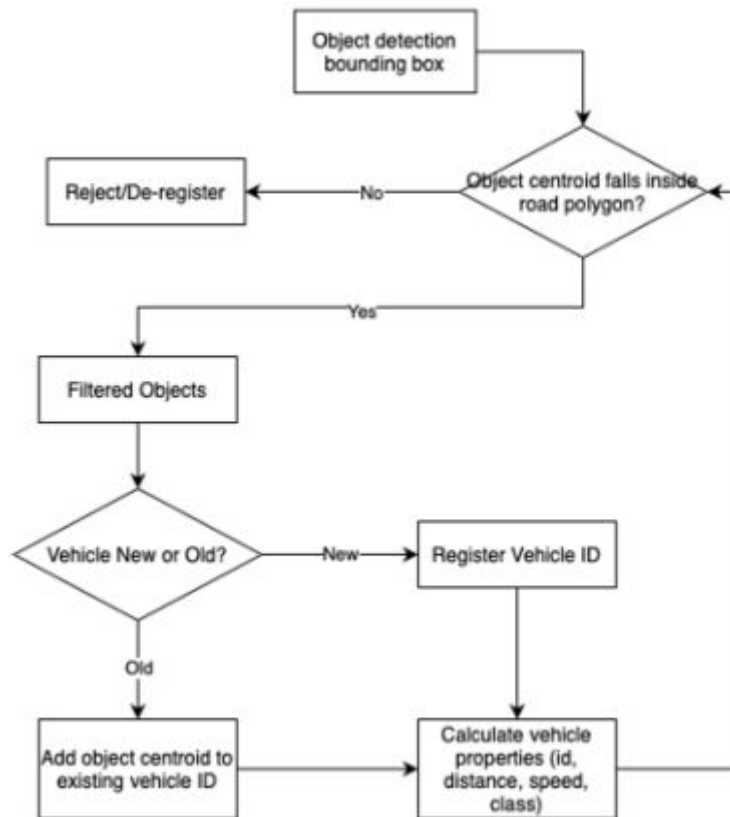 Object detection
bounding box
Object centroid falls inside
road polygon?
No
Reject/De-register
Yes
Filtered Objects
Vehicle New or Old?
New
Register Vehicle ID
Old
Add object centroid to
existing vehicle ID
Calculate vehicle
properties (id,
distance, speed,
class)